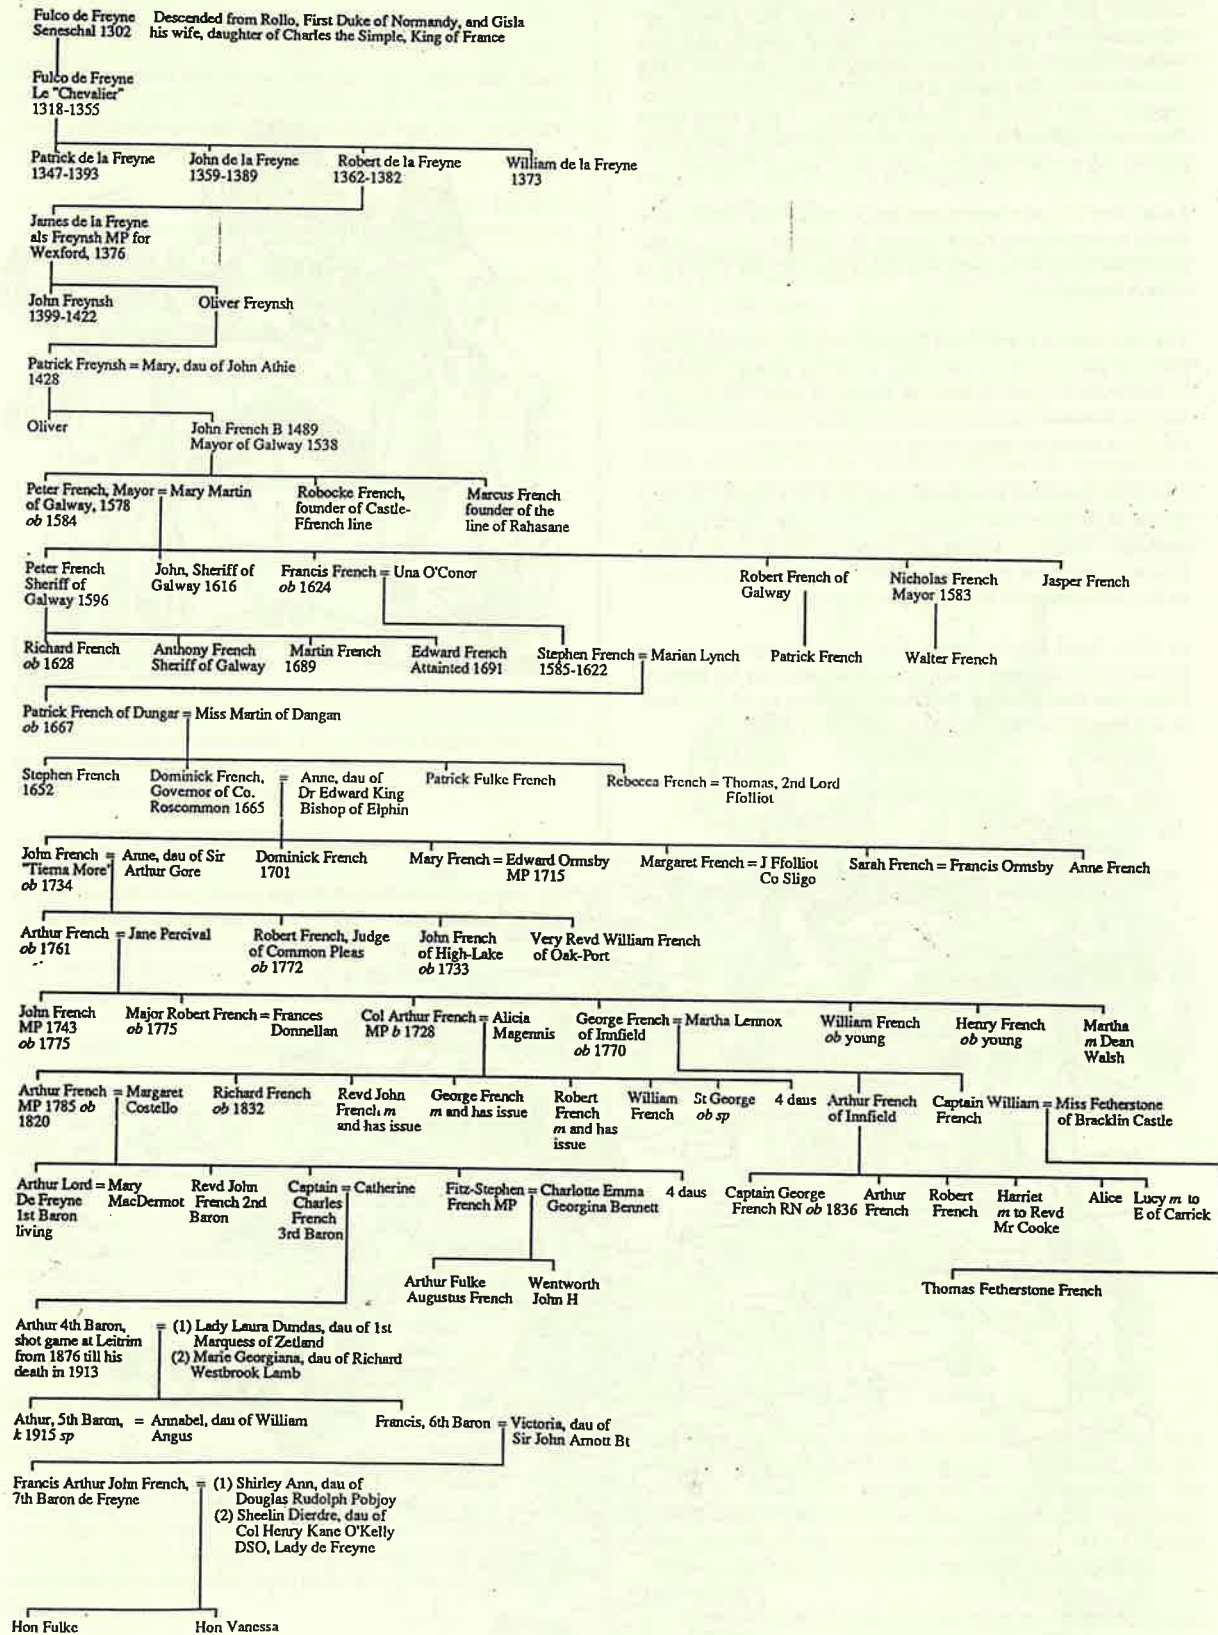 Fulco de Freyne
Seneschal 1302
Descended from Rollo, First Duke of Normandy, and Gisla
his wife, daughter of Charles the Simple, King of France
Fulco de Freyne
Le "Chevalier"
1318-1355
Patrick de la Freyne
1347-1393
John de la Freyne
1359-1389
Robert de la Freyne
1362-1382
William de la Freyne
1373
James de la Freyne
als Freynsh MP for
Wexford, 1376
John Freynsh
1399-1422
Oliver Freynsh
Patrick Freynsh = Mary, dau of John Athie
1428
Oliver
John French B 1489
Mayor of Galway 1538
Peter French, Mayor = Mary Martin
of Galway, 1578
ob 1584
Robocke French,
founder of Castle-
Ffrench line
Marcus French
founder of the
line of Rahasane
Peter French
Sheriff of
Galway 1596
John, Sheriff of
Galway 1616
Francis French = Una O'Conor
ob 1624
Robert French of
Galway
Nicholas French
Mayor 1583
Jasper French
Richard French
ob 1628
Anthony French
Sheriff of Galway
Martin French
1689
Edward French
Attainted 1691
Stephen French = Marian Lynch
1585-1622
Patrick French
Walter French
Patrick French of Dungar = Miss Martin of Dangan
ob 1667
Stephen French
1652
Dominick French, = Anne, dau of
Governor of Co. Dr Edward King
Roscommon 1665 Bishop of Elphin
Patrick Fulke French
Rebecca French = Thomas, 2nd Lord
Ffolliot
John French = Anne, dau of Sir
"Tierna More" Arthur Gore
ob 1734
Dominick French
1701
Mary French = Edward Ormsby
MP 1715
Margaret French = J Ffolliot
Co Sligo
Sarah French = Francis Ormsby
Anne French
Arthur French = Jane Percival
ob 1761
Robert French, Judge
of Common Pleas
ob 1772
John French
of High-Lake
ob 1733
Very Revd William French
of Oak-Port
John French
MP 1743
ob 1775
Major Robert French = Frances
ob 1775 Donnellan
Col Arthur French = Alicia
MP b 1728 Magennis
George French = Martha Lennox
of Innfield
ob 1770
William French
ob young
Henry French
ob young
Martha
m Dean
Walsh
Arthur French = Margaret
MP 1785 ob Costello
1820
Richard French
ob 1832
Revd John
French m
and has issue
George French
m and has issue
Robert
French
m and has
issue
William
French
St George
ob sp
4 daus
Arthur French
of Innfield
Captain William = Miss Fetherstone
French of Bracklin Castle
Arthur Lord = Mary
De Freyne MacDermot
1st Baron
living
Revd John
French 2nd
Baron
Captain = Catherine
Charles
French
3rd Baron
Fitz-Stephen = Charlotte Emma
French MP Georgina Bennett
4 daus
Captain George
French RN ob 1836
Arthur
French
Robert
French
Harriet
m to Revd
Mr Cooke
Alice
Lucy m to
E of Carrick
Arthur Fulke
Augustus French
Wentworth
John H
Thomas Fetherstone French
Arthur 4th Baron, = (1) Lady Laura Dundas, dau of 1st
shot game at Leitrim Marquess of Zetland
from 1876 till his (2) Marie Georgiana, dau of Richard
death in 1913 Westbrook Lamb
Athur, 5th Baron, = Annabel, dau of William
k 1915 sp Angus
Francis, 6th Baron = Victoria, dau of
Sir John Arnott Bt
Francis Arthur John French, = (1) Shirley Ann, dau of
7th Baron de Freyne Douglas Rudolph Pobjoy
(2) Sheelin Dierdre, dau of
Col Henry Kane O'Kelly
DSO, Lady de Freyne
Hon Fulke
Hon Vanessa